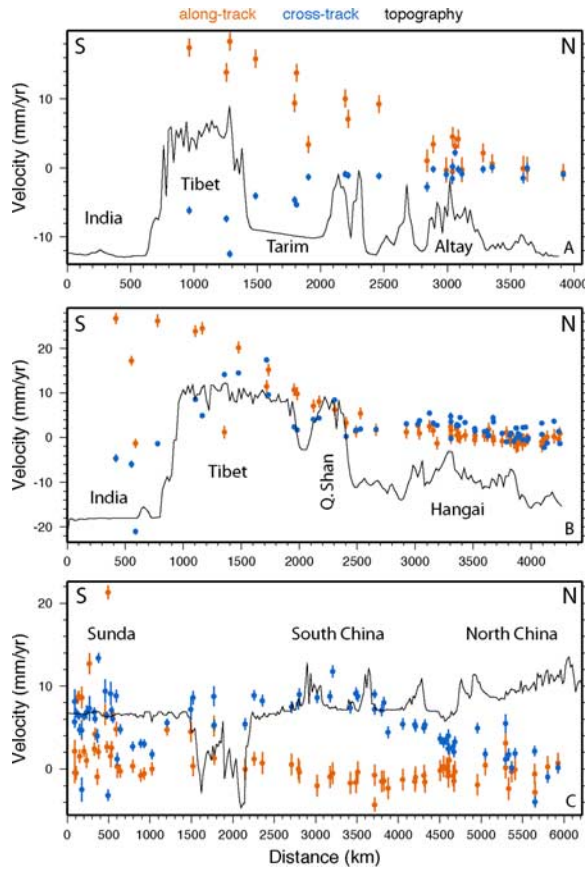 along-track cross-track topography
S N
20
10
0
-10
Velocity (mm/yr)
India Tibet Tarim Altay A
0 500 1000 1500 2000 2500 3000 3500 4000
S N
20
10
0
-10
-20
Velocity (mm/yr)
India Tibet Q. Shan Hangai B
0 500 1000 1500 2000 2500 3000 3500 4000
S N
20
10
0
Velocity (mm/yr)
Sunda South China North China
C
0 500 1000 1500 2000 2500 3000 3500 4000 4500 5000 5500 6000
Distance (km)